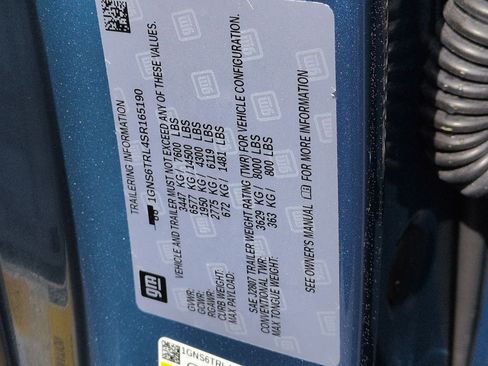 TRAILERING INFORMATION
1GNS6TRL4SR165190
gm
VEHICLE AND TRAILER MUST NOT EXCEED ANY OF THESE VALUES.
GVWR: 3447 KG / 7600 LBS
GCWR: 6577 KG / 14500 LBS
RGAWR: 1950 KG / 4300 LBS
CURB WEIGHT: 2775 KG / 6119 LBS
MAX PAYLOAD: 672 KG / 1481 LBS
SAE J2807 TRAILER WEIGHT RATING (TWR) FOR VEHICLE CONFIGURATION.
CONVENTIONAL TWR: 3629 KG / 8000 LBS
MAX TONGUE WEIGHT: 363 KG / 800 LBS
SEE OWNER'S MANUAL FOR MORE INFORMATION.
1GNS6TRL